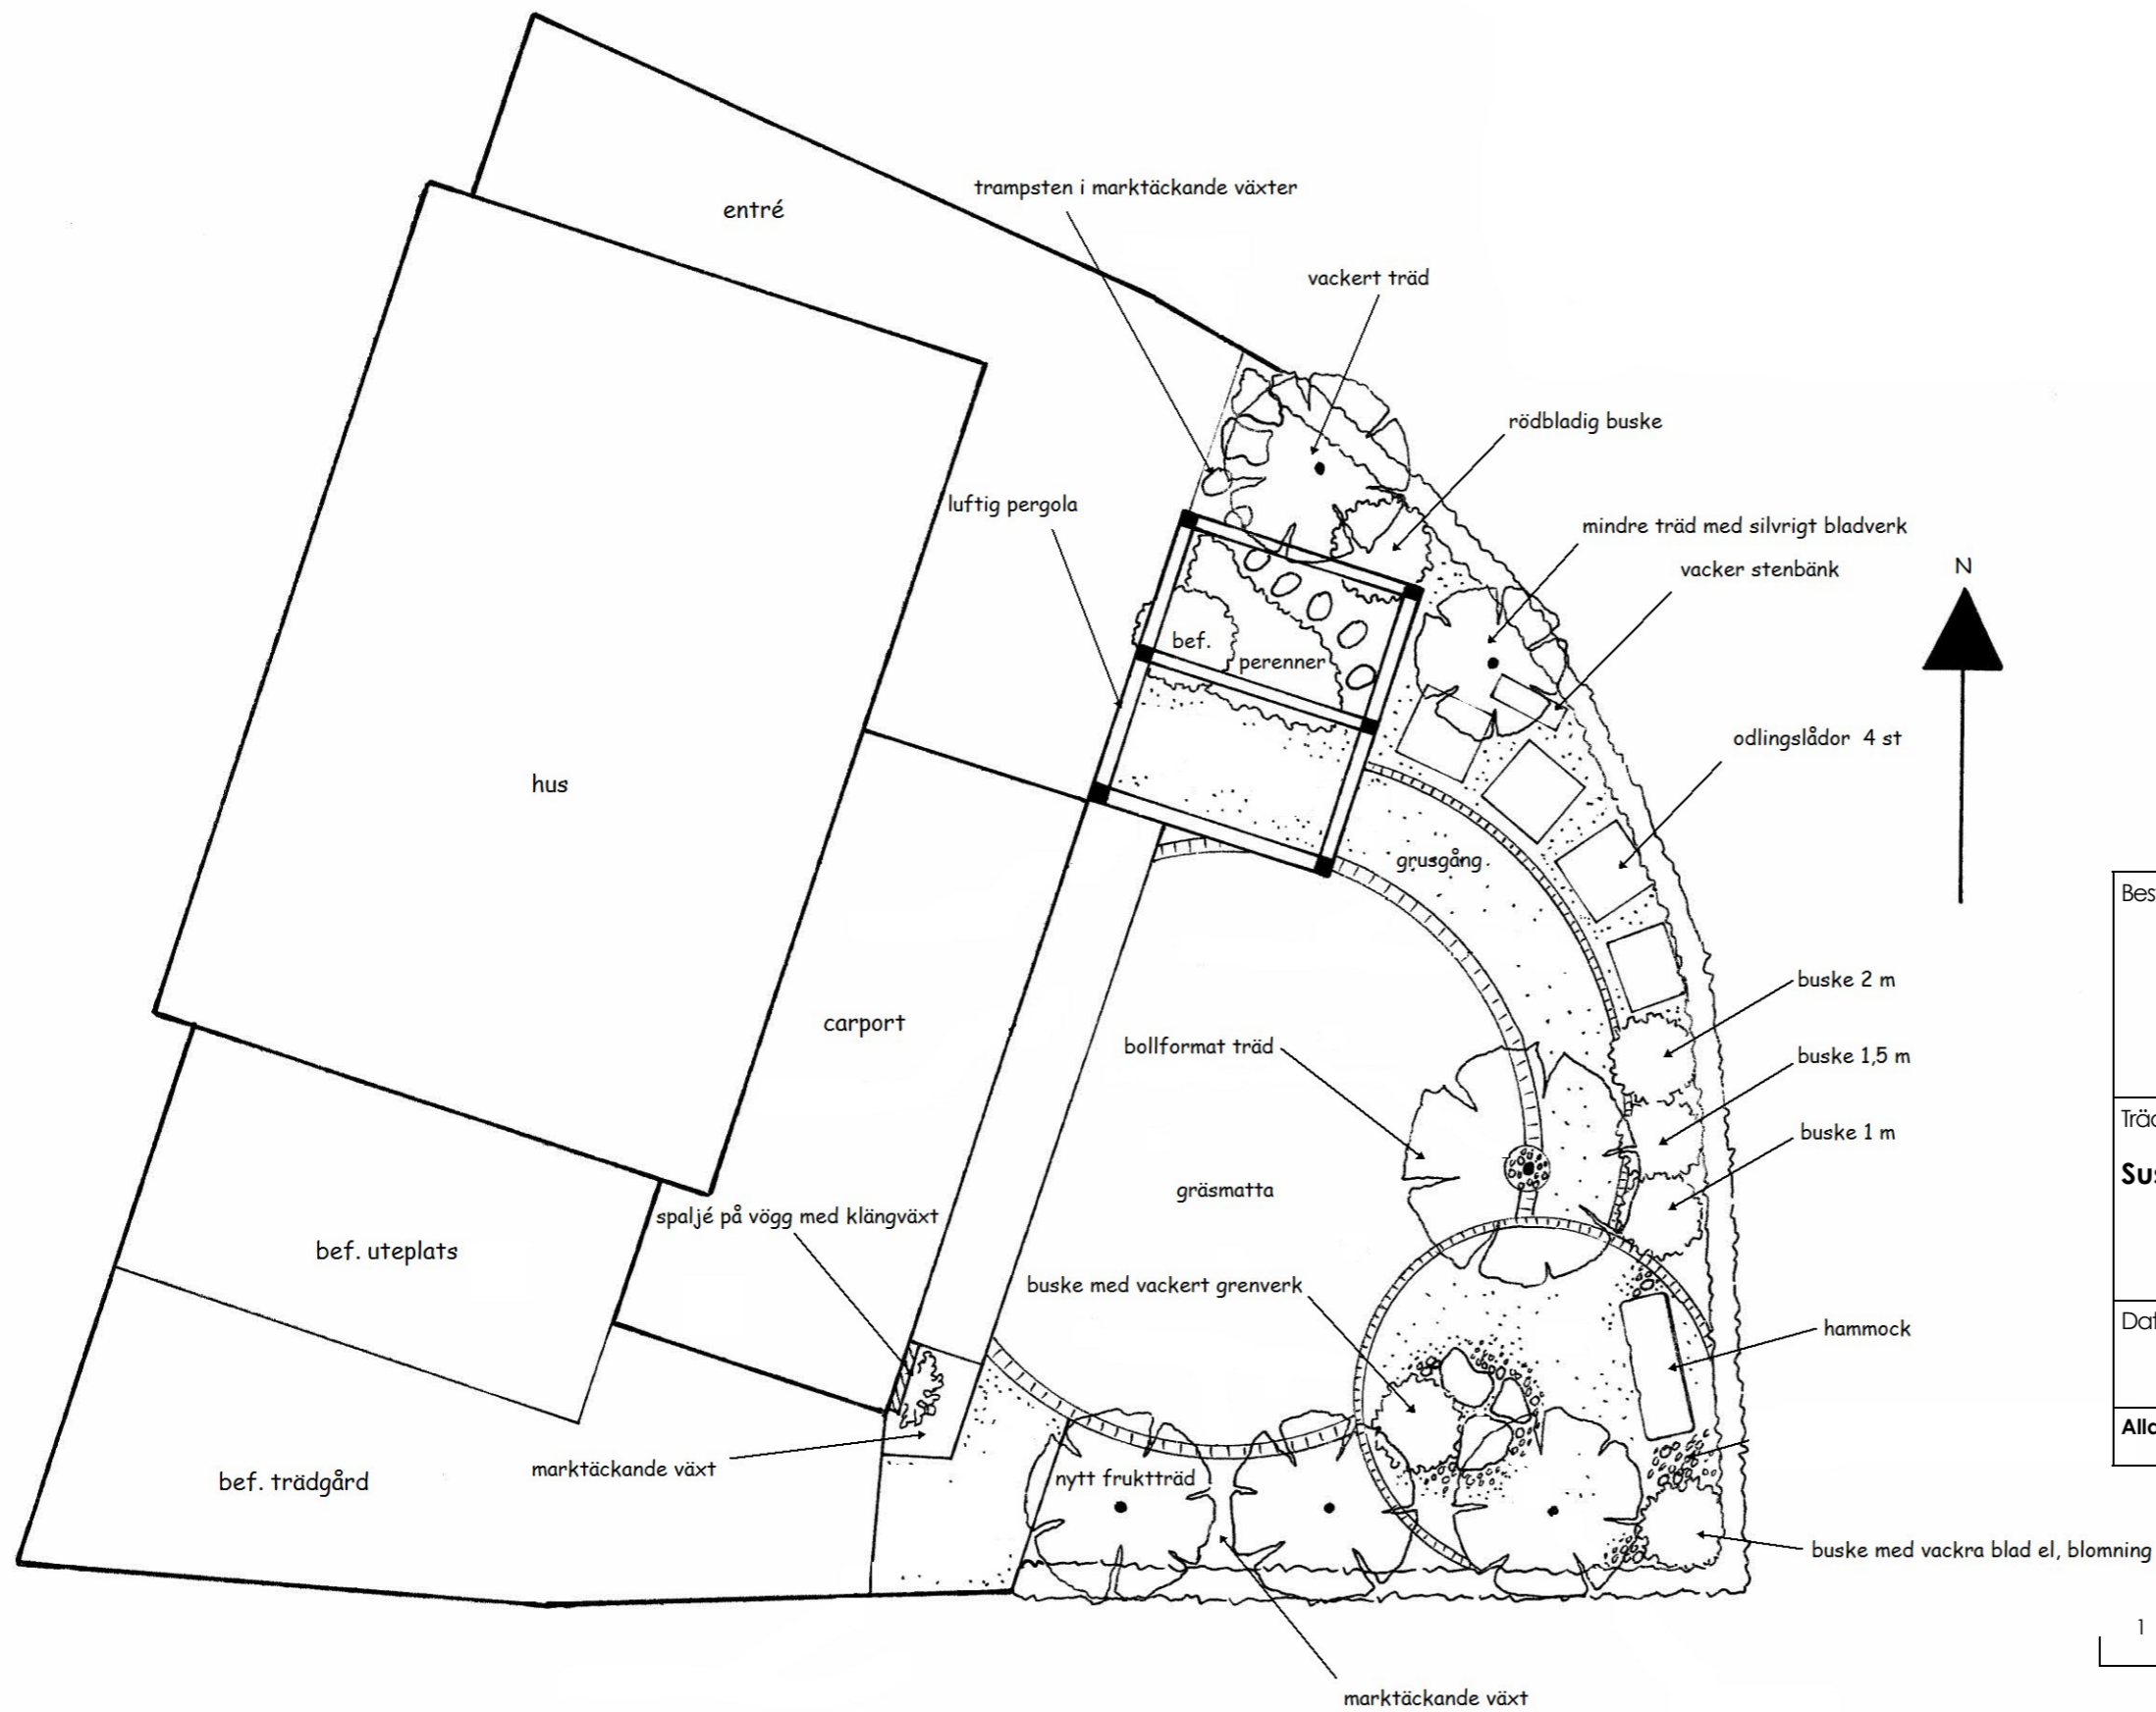 entré
trampsten i marktäckande växter
vackert träd
rödbladig buske
luftig pergola
mindre träd med silvrigt bladverk
vacker stenbänk
N
bef.
perenner
odlingslådor 4 st
hus
grusgång
Bes
buske 2 m
carport
bollformat träd
buske 1,5 m
Träd
buske 1 m
Sus
gräsmatta
spaljé på vögg med klängväxt
bef. uteplats
buske med vackert grenverk
hammock
Dat
Alla
marktäckande växt
nytt fruktträd
bef. trädgård
buske med vackra blad el, blomning
1
marktäckande växt